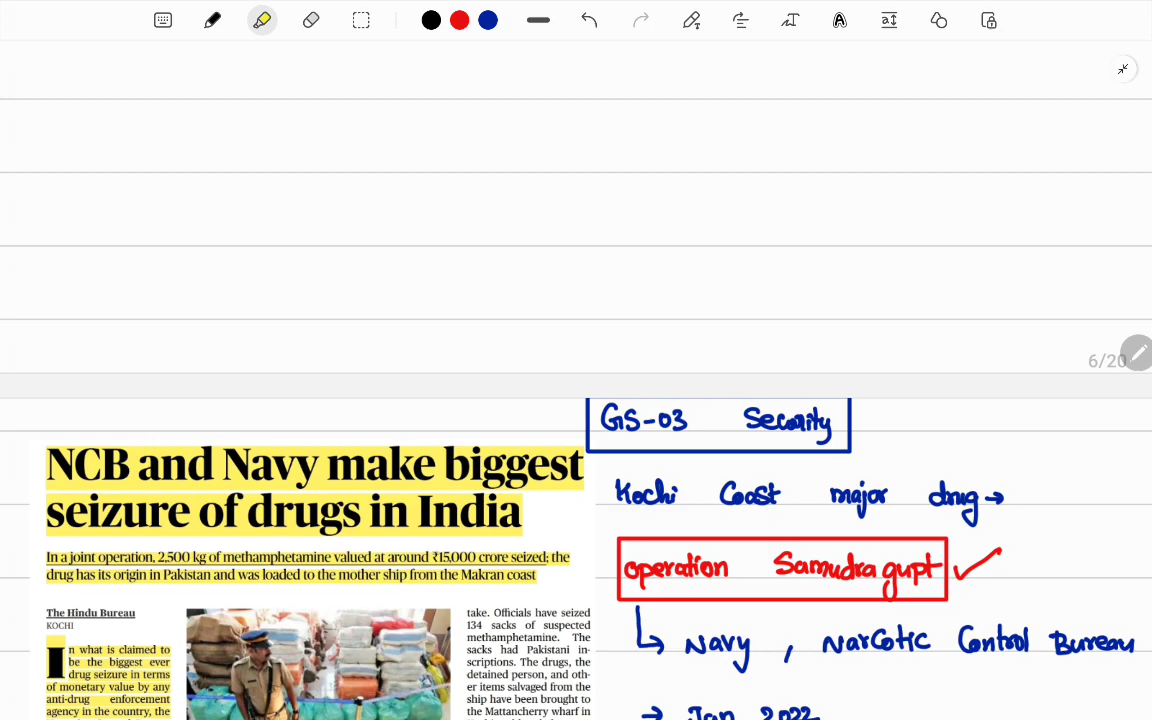 6/20
GS-03 Security
NCB and Navy make biggest
seizure of drugs in India
In a joint operation, 2,500 kg of methamphetamine valued at around ₹15,000 crore seized; the
drug has its origin in Pakistan and was loaded to the mother ship from the Makran coast
The Hindu Bureau
KOCHI
In what is claimed to
be the biggest ever
drug seizure in terms
of monetary value by any
anti-drug enforcement
agency in the country, the
take. Officials have seized
134 sacks of suspected
methamphetamine. The
sacks had Pakistani in-
scriptions. The drugs, the
detained person, and oth-
er items salvaged from the
ship have been brought to
the Mattancherry wharf in
Kochi Coast major drug →
operation Samudragupt ✓
↳ Navy, Narcotic Control Bureau
→ Jan 2022